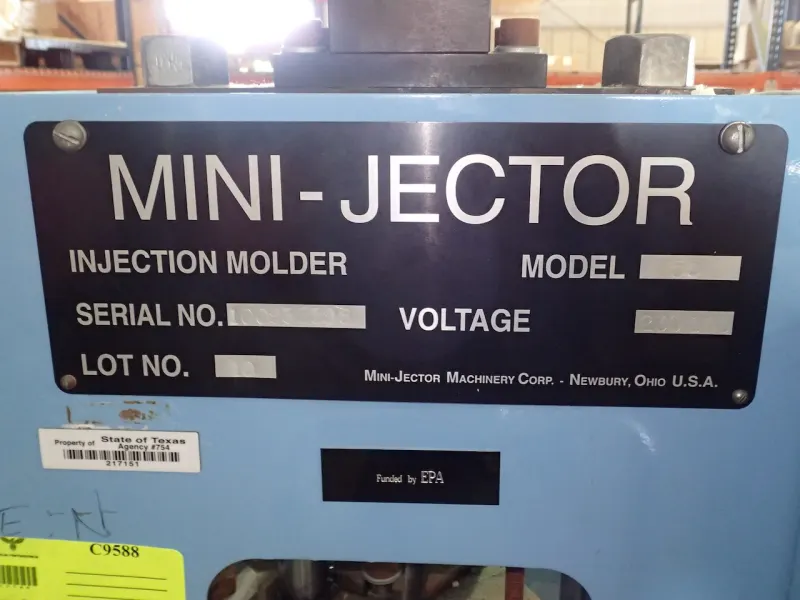 MINI-JECTOR
INJECTION MOLDER
MODEL
SERIAL NO.
VOLTAGE
LOT NO. 10
MINI-JECTOR MACHINERY CORP. - NEWBURY, OHIO U.S.A.
Property of State of Texas
Agency #754
217151
Funded by EPA
C9588